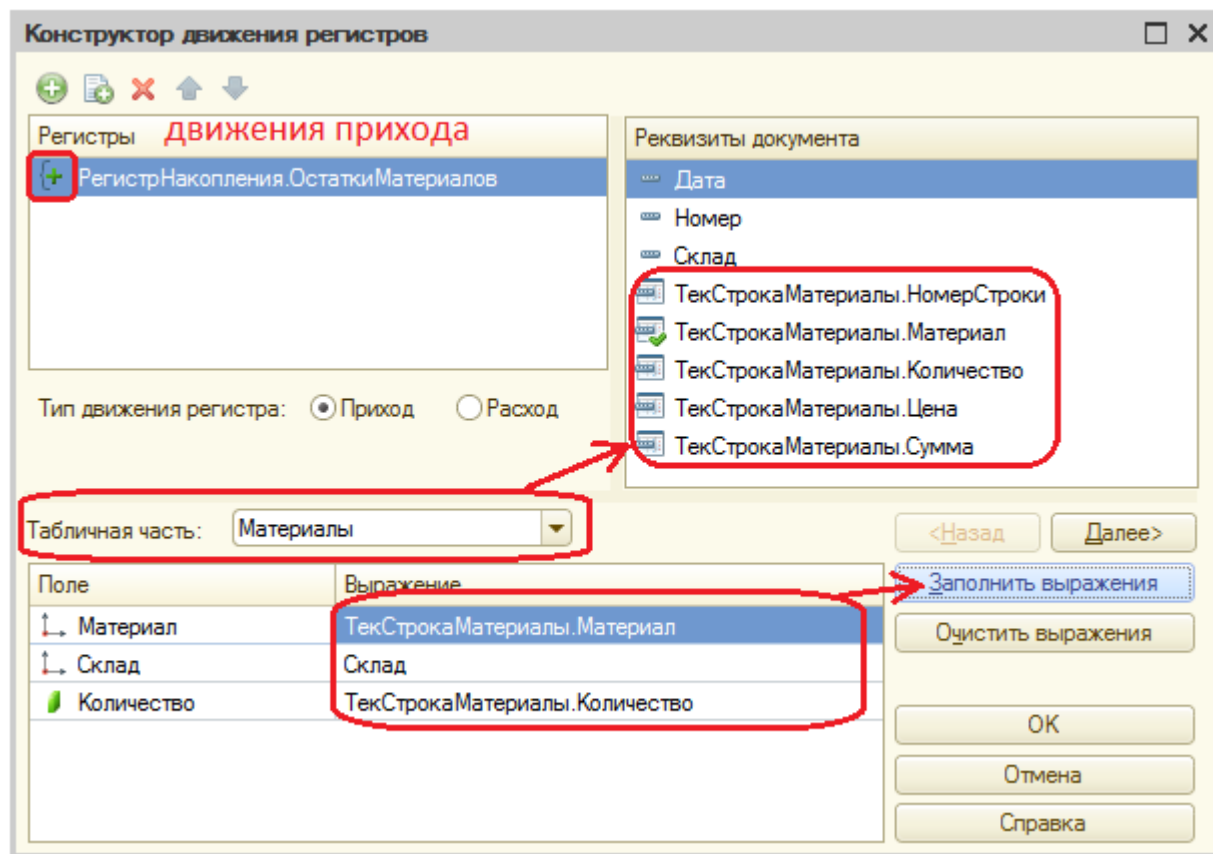 Конструктор движения регистров
Регистры движения прихода
РегистрНакопления.ОстаткиМатериалов
Реквизиты документа
Дата
Номер
Склад
ТекСтрокаМатериалы.НомерСтроки
ТекСтрокаМатериалы.Материал
ТекСтрокаМатериалы.Количество
ТекСтрокаМатериалы.Цена
ТекСтрокаМатериалы.Сумма
Тип движения регистра: Приход Расход
Табличная часть: Материалы
<Назад Далее>
Поле Выражение
Материал ТекСтрокаМатериалы.Материал
Склад Склад
Количество ТекСтрокаМатериалы.Количество
Заполнить выражения
Очистить выражения
ОК
Отмена
Справка